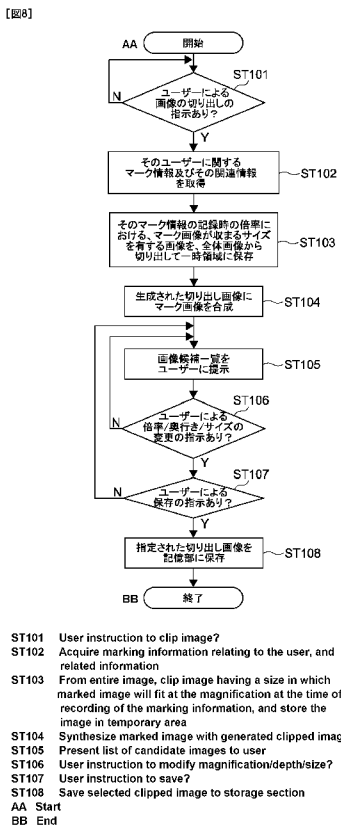 [図8]
AA
開始
ST101
ユーザーによる
画像の切り出しの
指示あり?
N
Y
そのユーザーに関する
マーク情報及びその関連情報
を取得
ST102
そのマーク情報の記録時の倍率に
おける、マーク画像が収まるサイズ
を有する画像を、全体画像から
切り出して一時領域に保存
ST103
生成された切り出し画像に
マーク画像を合成
ST104
画像候補一覧を
ユーザーに提示
ST105
ST106
ユーザーによる
倍率/奥行き/サイズの
変更の指示あり?
N
Y
ST107
ユーザーによる
保存の指示あり?
N
Y
指定された切り出し画像を
記憶部に保存
ST108
BB
終了
ST101 User instruction to clip image?
ST102 Acquire marking information relating to the user, and
related information
ST103 From entire image, clip image having a size in which
marked image will fit at the magnification at the time of
recording of the marking information, and store the
image in temporary area
ST104 Synthesize marked image with generated clipped imag
ST105 Present list of candidate images to user
ST106 User instruction to modify magnification/depth/size?
ST107 User instruction to save?
ST108 Save selected clipped image to storage section
AA Start
BB End